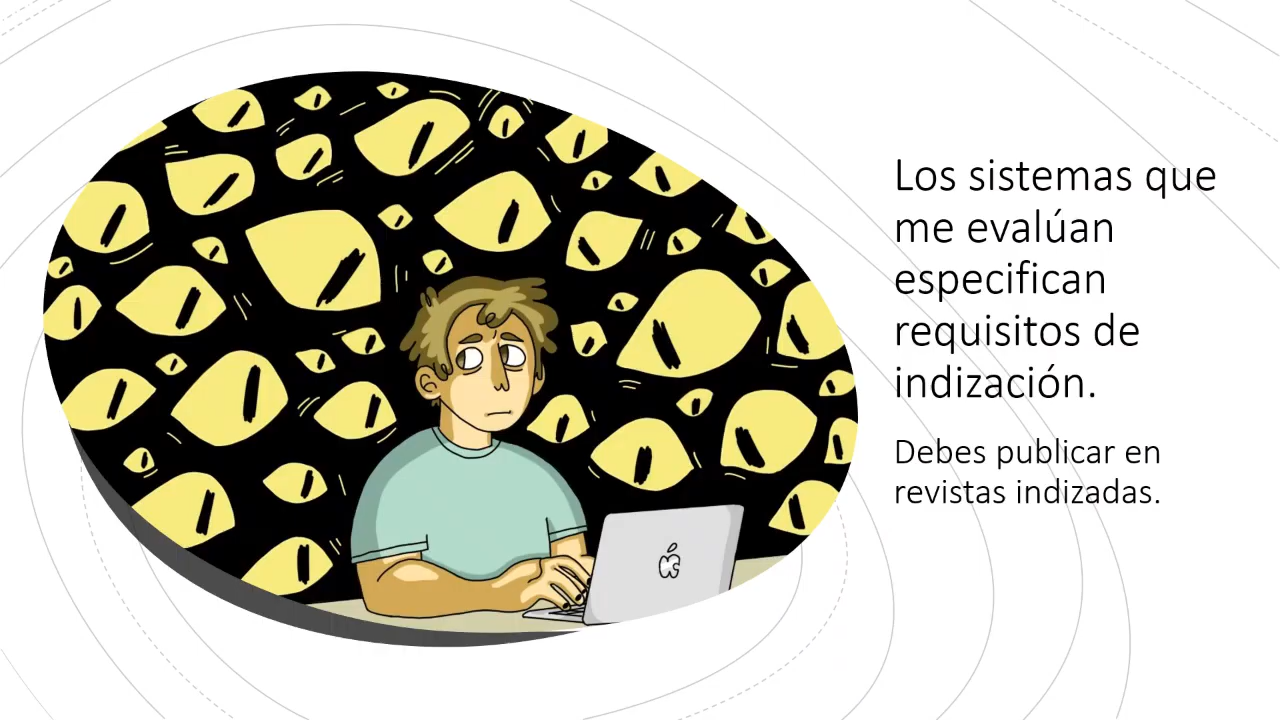 Los sistemas que
me evalúan
especifican
requisitos de
indización.
Debes publicar en
revistas indizadas.